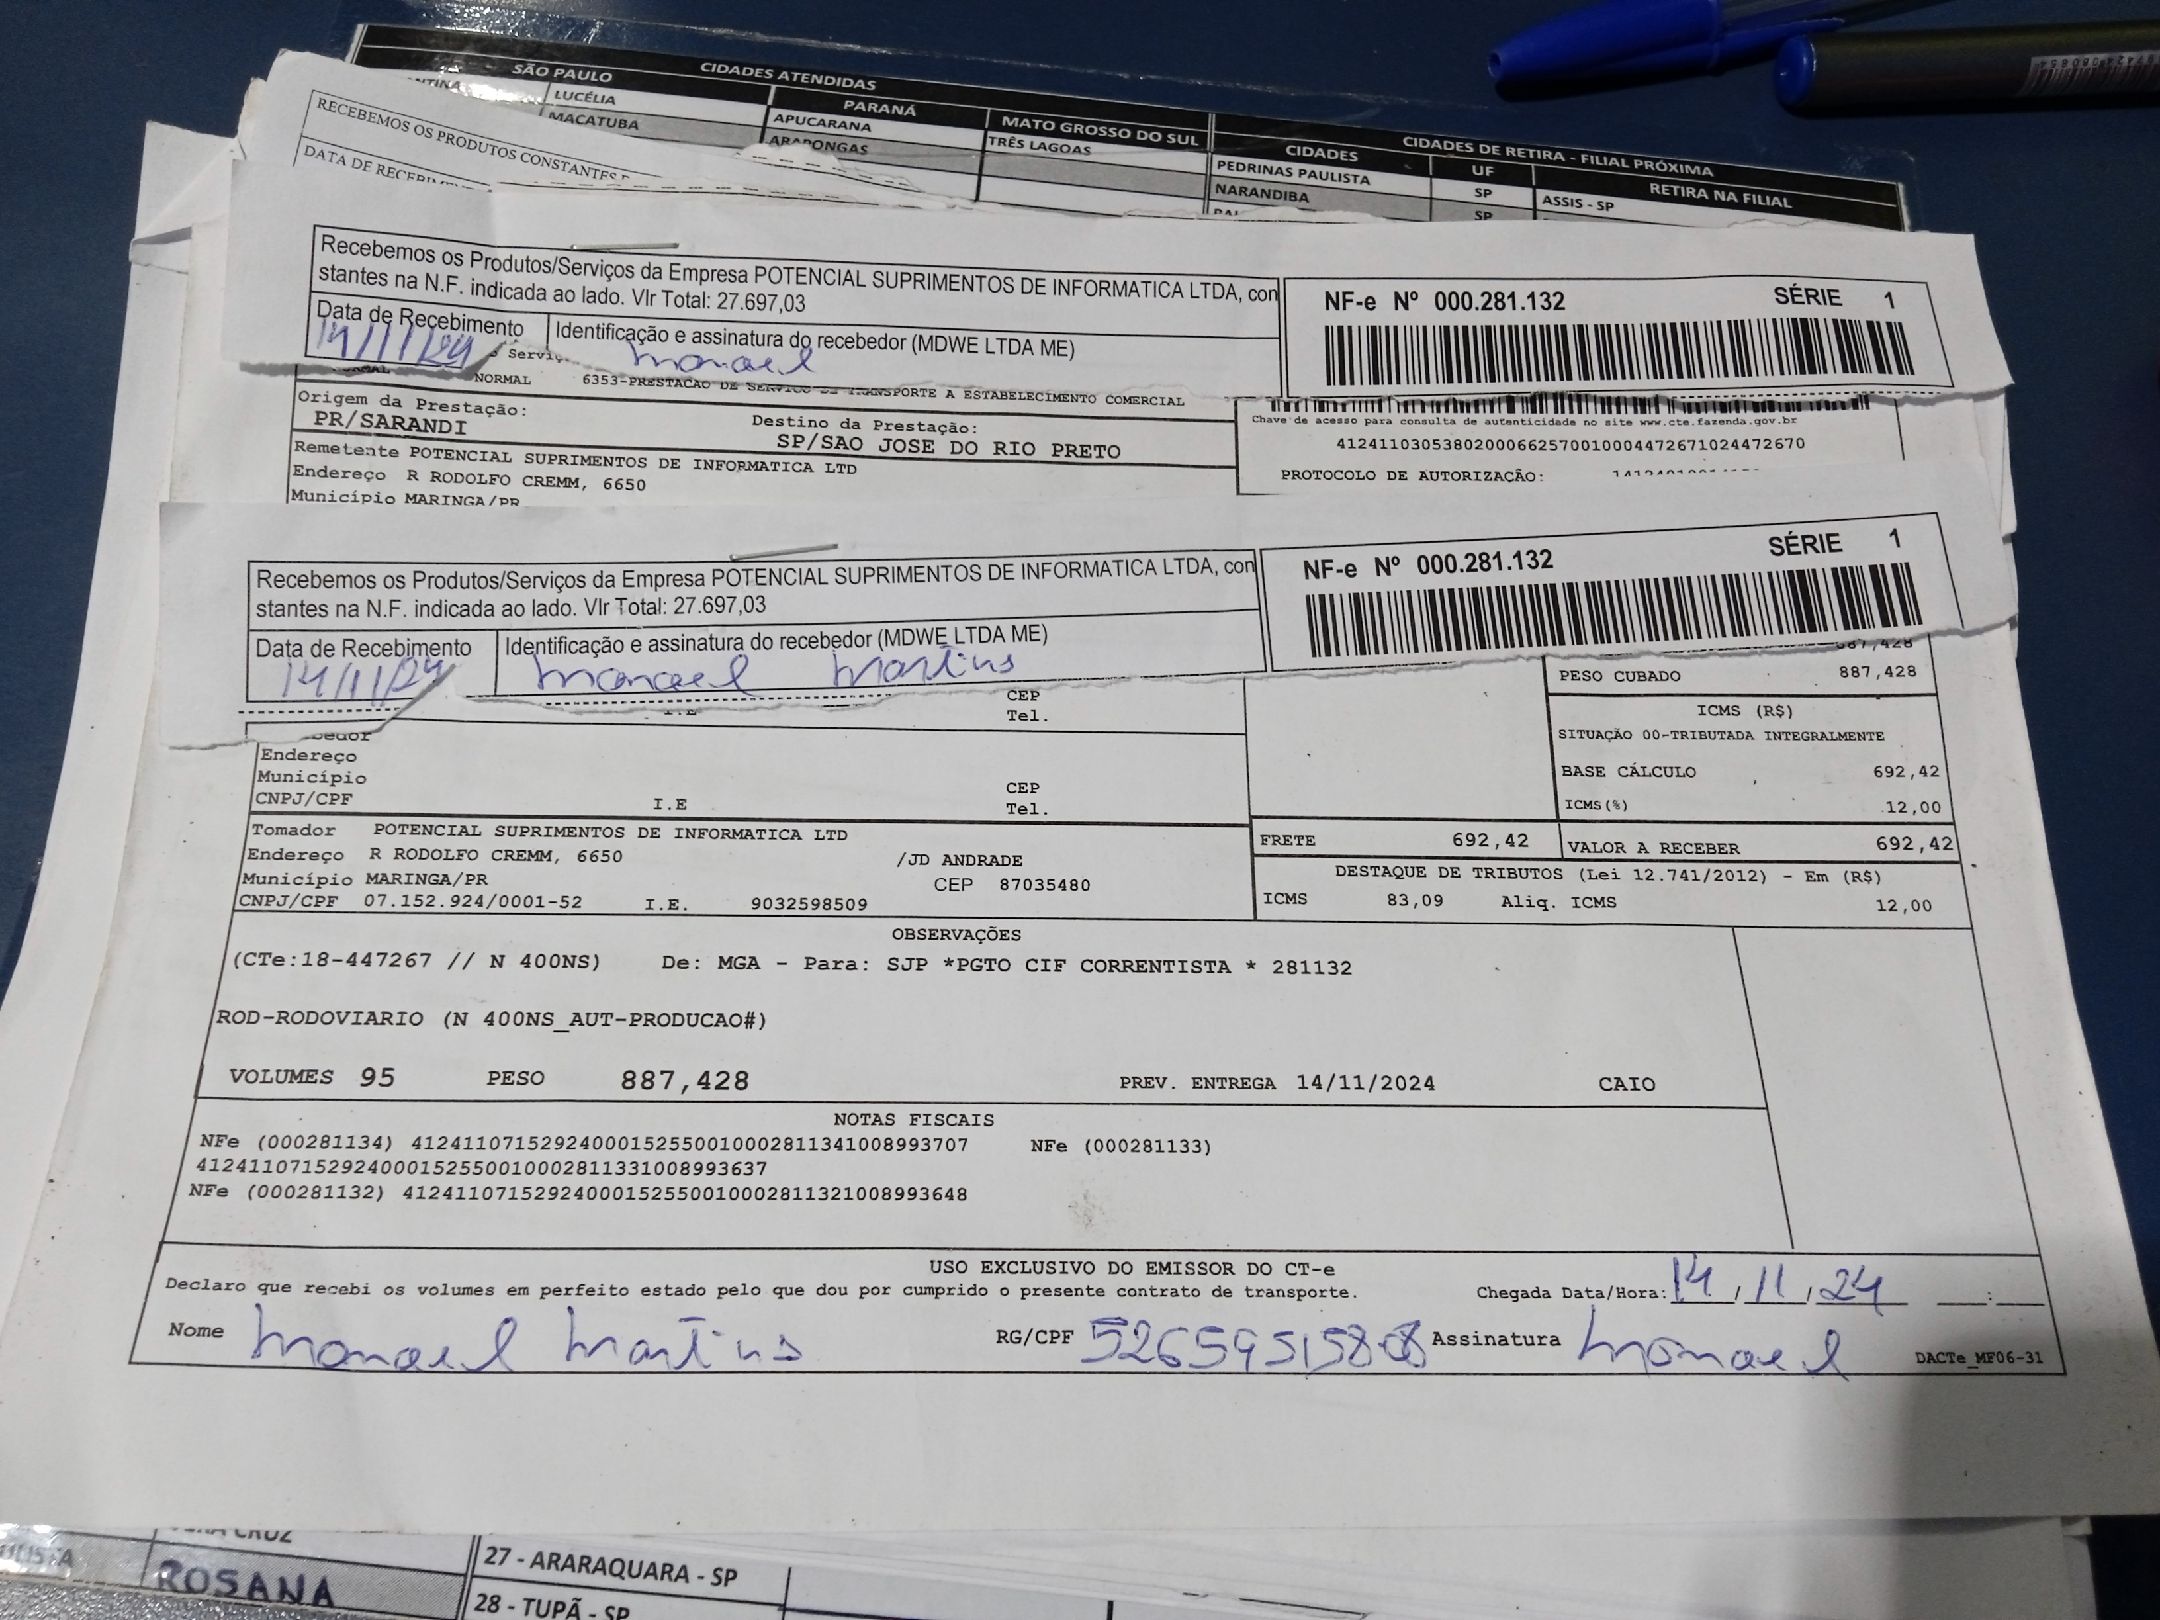 SÃO PAULO CIDADES ATENDIDAS
LUCÉLIA PARANÁ MATO GROSSO DO SUL CIDADES DE RETIRA - FILIAL PRÓXIMA
MACATUBA APUCARANA TRÊS LAGOAS CIDADES UF RETIRA NA FILIAL
ARAPONGAS PEDRINAS PAULISTA SP ASSIS - SP
NARANDIBA SP
RECEBEMOS OS PRODUTOS CONSTANTES
DATA DE
Recebemos os Produtos/Serviços da Empresa POTENCIAL SUPRIMENTOS DE INFORMATICA LTDA, con
stantes na N.F. indicada ao lado. Vlr Total: 27.697,03
NF-e Nº 000.281.132 SÉRIE 1
Data de Recebimento Identificação e assinatura do recebedor (MDWE LTDA ME)
14/11/24 Manoel
NORMAL 6353-PRESTACAO DE SERVICO DE TRANSPORTE A ESTABELECIMENTO COMERCIAL
Origem da Prestação: Destino da Prestação:
PR/SARANDI SP/SAO JOSE DO RIO PRETO
Chave de acesso para consulta de autenticidade no site www.cte.fazenda.gov.br
41241103053802000662570010004472671024472670
Remetente POTENCIAL SUPRIMENTOS DE INFORMATICA LTD
Endereço R RODOLFO CREMM, 6650
PROTOCOLO DE AUTORIZAÇÃO:
Município MARINGA/PR
Recebemos os Produtos/Serviços da Empresa POTENCIAL SUPRIMENTOS DE INFORMATICA LTDA, con
stantes na N.F. indicada ao lado. Vlr Total: 27.697,03
NF-e Nº 000.281.132 SÉRIE 1
Data de Recebimento Identificação e assinatura do recebedor (MDWE LTDA ME)
14/11/24 Manoel Martins
887,428
PESO CUBADO 887,428
CEP
Tel.
ICMS (R$)
SITUAÇÃO 00-TRIBUTADA INTEGRALMENTE
BASE CÁLCULO 692,42
ICMS(%) 12,00
Endereço
Município CEP
CNPJ/CPF I.E Tel.
Tomador POTENCIAL SUPRIMENTOS DE INFORMATICA LTD
Endereço R RODOLFO CREMM, 6650 /JD ANDRADE
Município MARINGA/PR CEP 87035480
CNPJ/CPF 07.152.924/0001-52 I.E. 9032598509
FRETE 692,42 VALOR A RECEBER 692,42
DESTAQUE DE TRIBUTOS (Lei 12.741/2012) - Em (R$)
ICMS 83,09 Aliq. ICMS 12,00
OBSERVAÇÕES
(CTe:18-447267 // N 400NS) De: MGA - Para: SJP *PGTO CIF CORRENTISTA * 281132
ROD-RODOVIARIO (N 400NS_AUT-PRODUCAO#)
VOLUMES 95 PESO 887,428 PREV. ENTREGA 14/11/2024 CAIO
NOTAS FISCAIS
NFe (000281134) 41241107152924000152550010002811341008993707 NFe (000281133)
41241107152924000152550010002811331008993637
NFe (000281132) 41241107152924000152550010002811321008993648
USO EXCLUSIVO DO EMISSOR DO CT-e
Declaro que recebi os volumes em perfeito estado pelo que dou por cumprido o presente contrato de transporte. Chegada Data/Hora: 14/11/24 __:__
Nome Manoel Martins RG/CPF 52659515808 Assinatura Manoel
DACTe_MF06-31
ROSANA
27 - ARARAQUARA - SP
28 - TUPÃ - SP